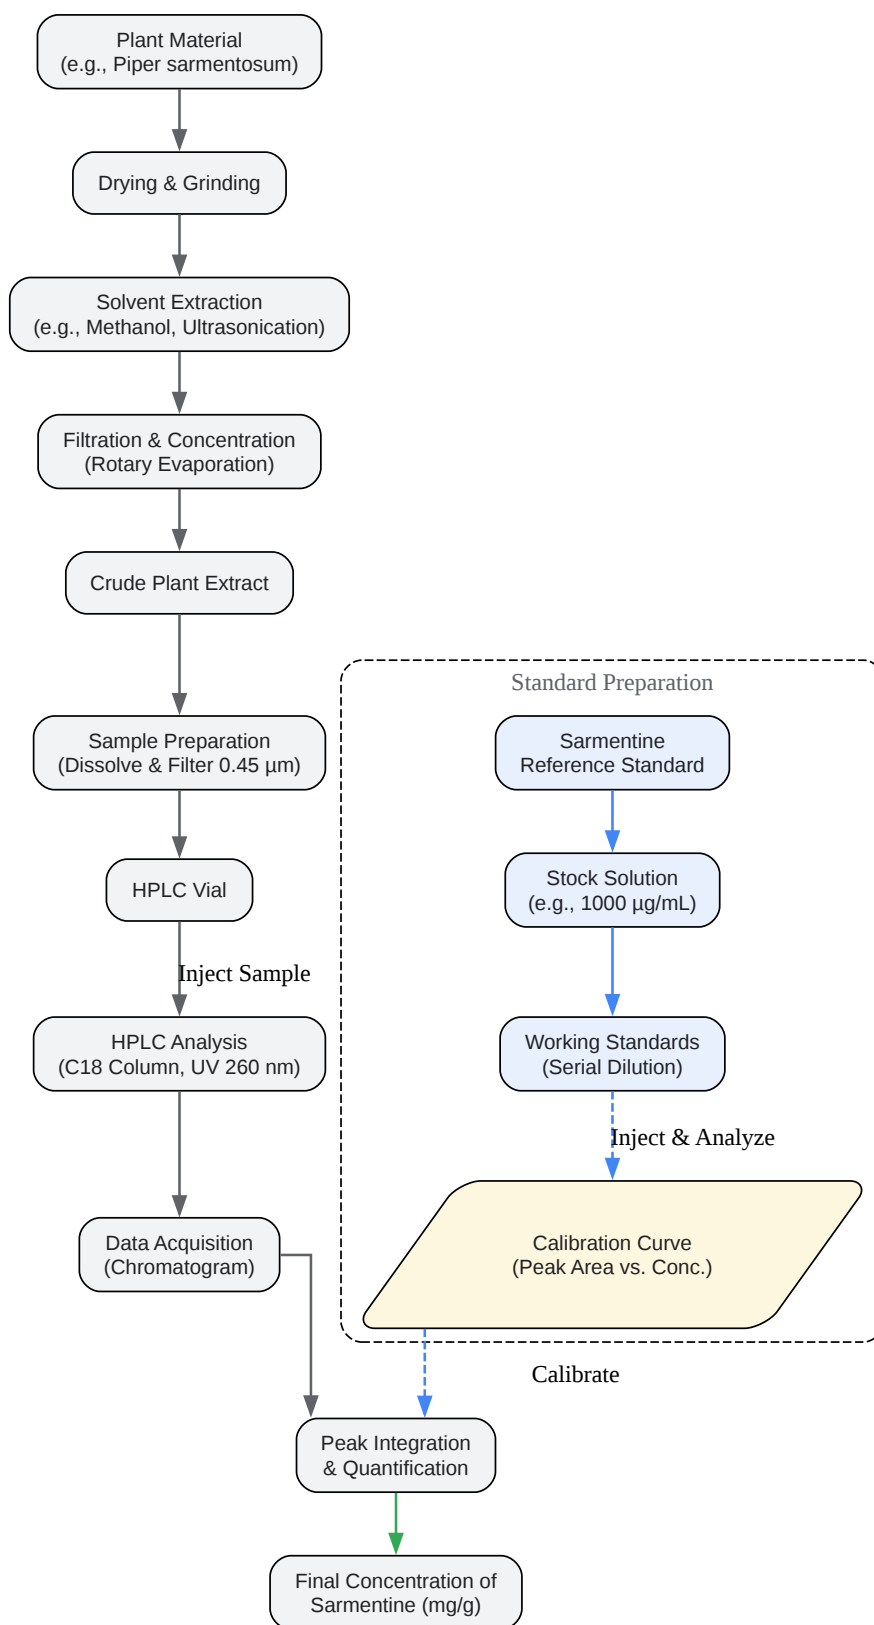 Plant Material
(e.g., Piper sarmentosum)
Drying & Grinding
Solvent Extraction
(e.g., Methanol, Ultrasonication)
Filtration & Concentration
(Rotary Evaporation)
Crude Plant Extract
Sample Preparation
(Dissolve & Filter 0.45 µm)
HPLC Vial
Inject Sample
HPLC Analysis
(C18 Column, UV 260 nm)
Data Acquisition
(Chromatogram)
Standard Preparation
Sarmentine
Reference Standard
Stock Solution
(e.g., 1000 µg/mL)
Working Standards
(Serial Dilution)
Inject & Analyze
Calibration Curve
(Peak Area vs. Conc.)
Calibrate
Peak Integration
& Quantification
Final Concentration of
Sarmentine (mg/g)